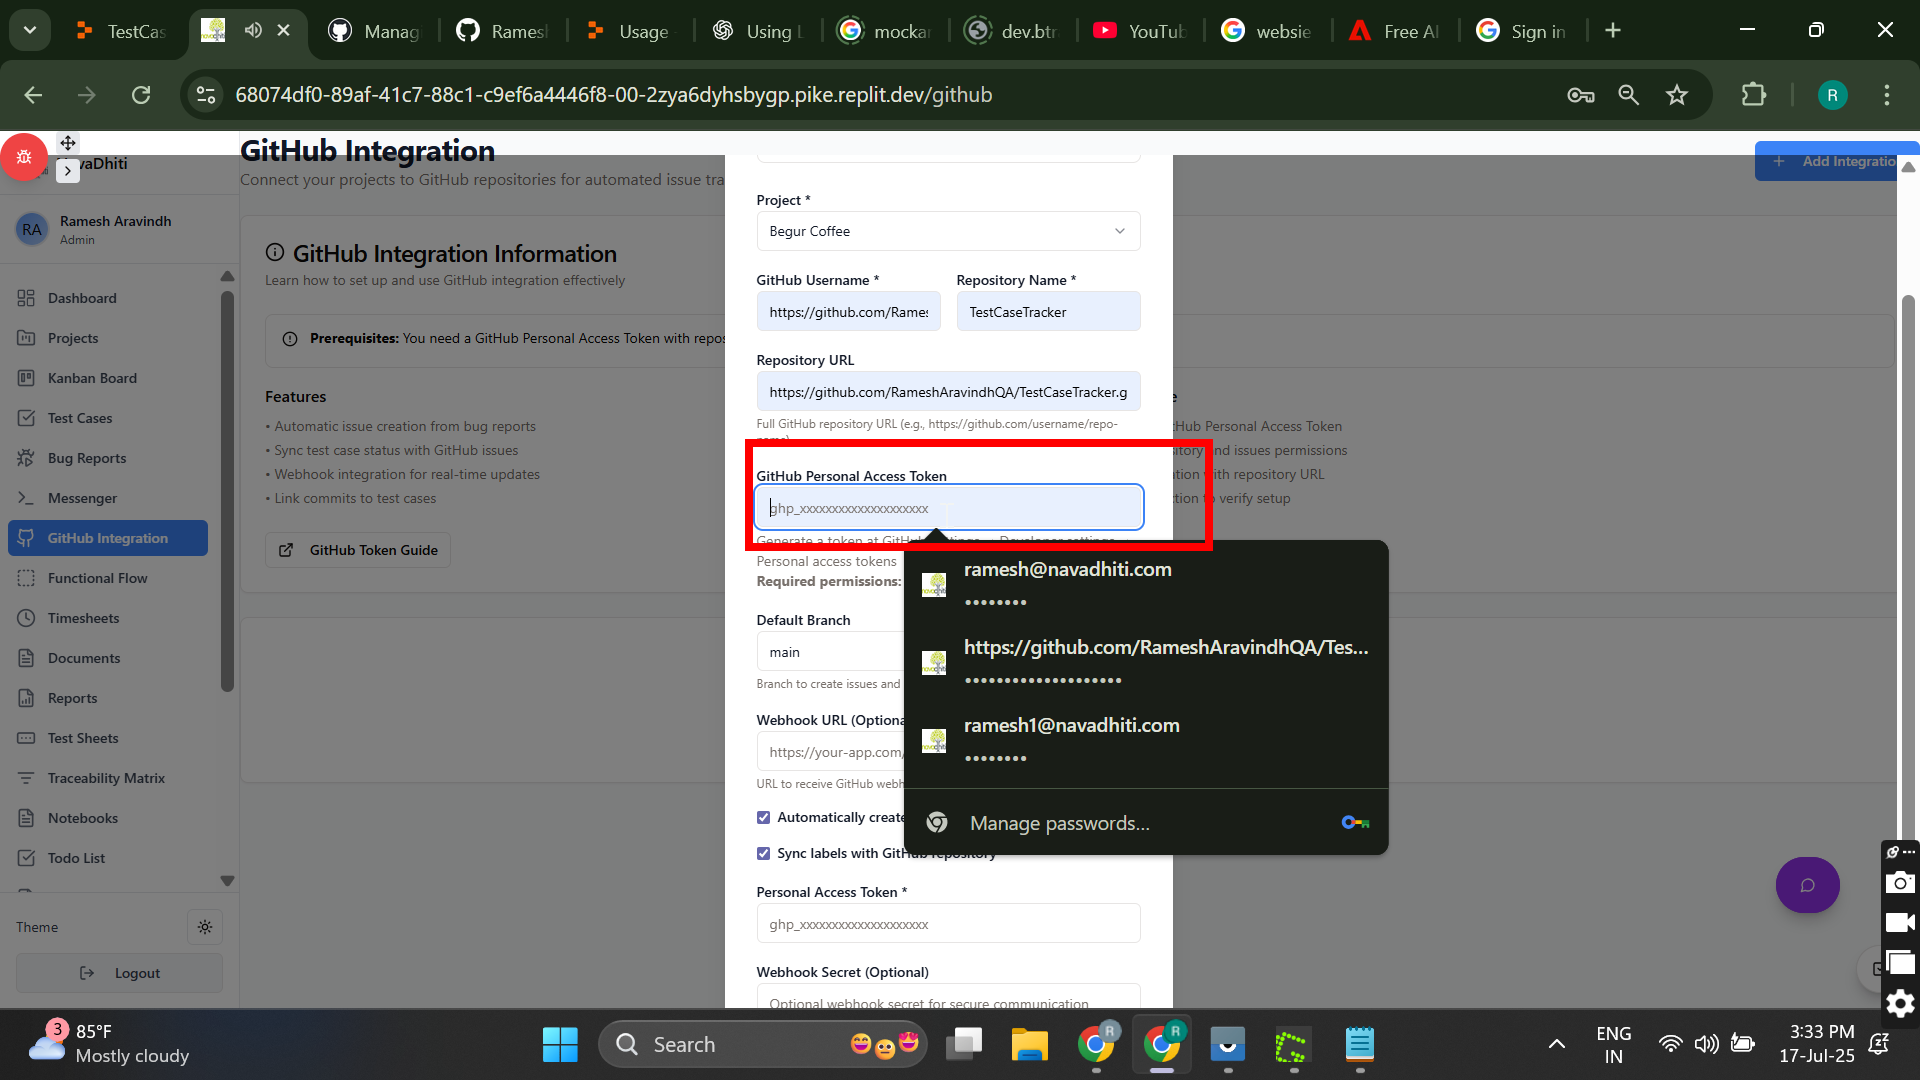 TestCas
Manag
Ramesh
Usage
Using L
mockar
dev.btr
YouTub
websie
Free AI
Sign in
68074df0-89af-41c7-88c1-c9ef6a4446f8-00-2zya6dyhsbygp.pike.replit.dev/github
R
vaDhiti
GitHub Integration
Connect your projects to GitHub repositories for automated issue tra
Add Integratio
RA
Ramesh Aravindh
Admin
Dashboard
Projects
Kanban Board
Test Cases
Bug Reports
Messenger
GitHub Integration
Functional Flow
Timesheets
Documents
Reports
Test Sheets
Traceability Matrix
Notebooks
Todo List
Theme
Logout
GitHub Integration Information
Learn how to set up and use GitHub integration effectively
Prerequisites: You need a GitHub Personal Access Token with repos
Features
• Automatic issue creation from bug reports
• Sync test case status with GitHub issues
• Webhook integration for real-time updates
• Link commits to test cases
GitHub Token Guide
e
Hub Personal Access Token
itory and issues permissions
tion with repository URL
ction to verify setup
Project *
Begur Coffee
GitHub Username *
Repository Name *
https://github.com/Rames
TestCaseTracker
Repository URL
https://github.com/RameshAravindhQA/TestCaseTracker.g
Full GitHub repository URL (e.g., https://github.com/username/repo-
GitHub Personal Access Token
ghp_xxxxxxxxxxxxxxxxxxxx
Generate a token at GitHub Settings → Developer settings →
Personal access tokens
Required permissions:
Default Branch
main
Branch to create issues and
Webhook URL (Optiona
https://your-app.com/
URL to receive GitHub webh
Automatically create
Sync labels with GitHub repository
Personal Access Token *
ghp_xxxxxxxxxxxxxxxxxxxx
Webhook Secret (Optional)
Optional webhook secret for secure communication
ramesh@navadhiti.com
••••••••
https://github.com/RameshAravindhQA/Tes...
••••••••••••••••••••
ramesh1@navadhiti.com
••••••••
Manage passwords...
3
85°F
Mostly cloudy
Search
R
R
ENG
IN
3:33 PM
17-Jul-25